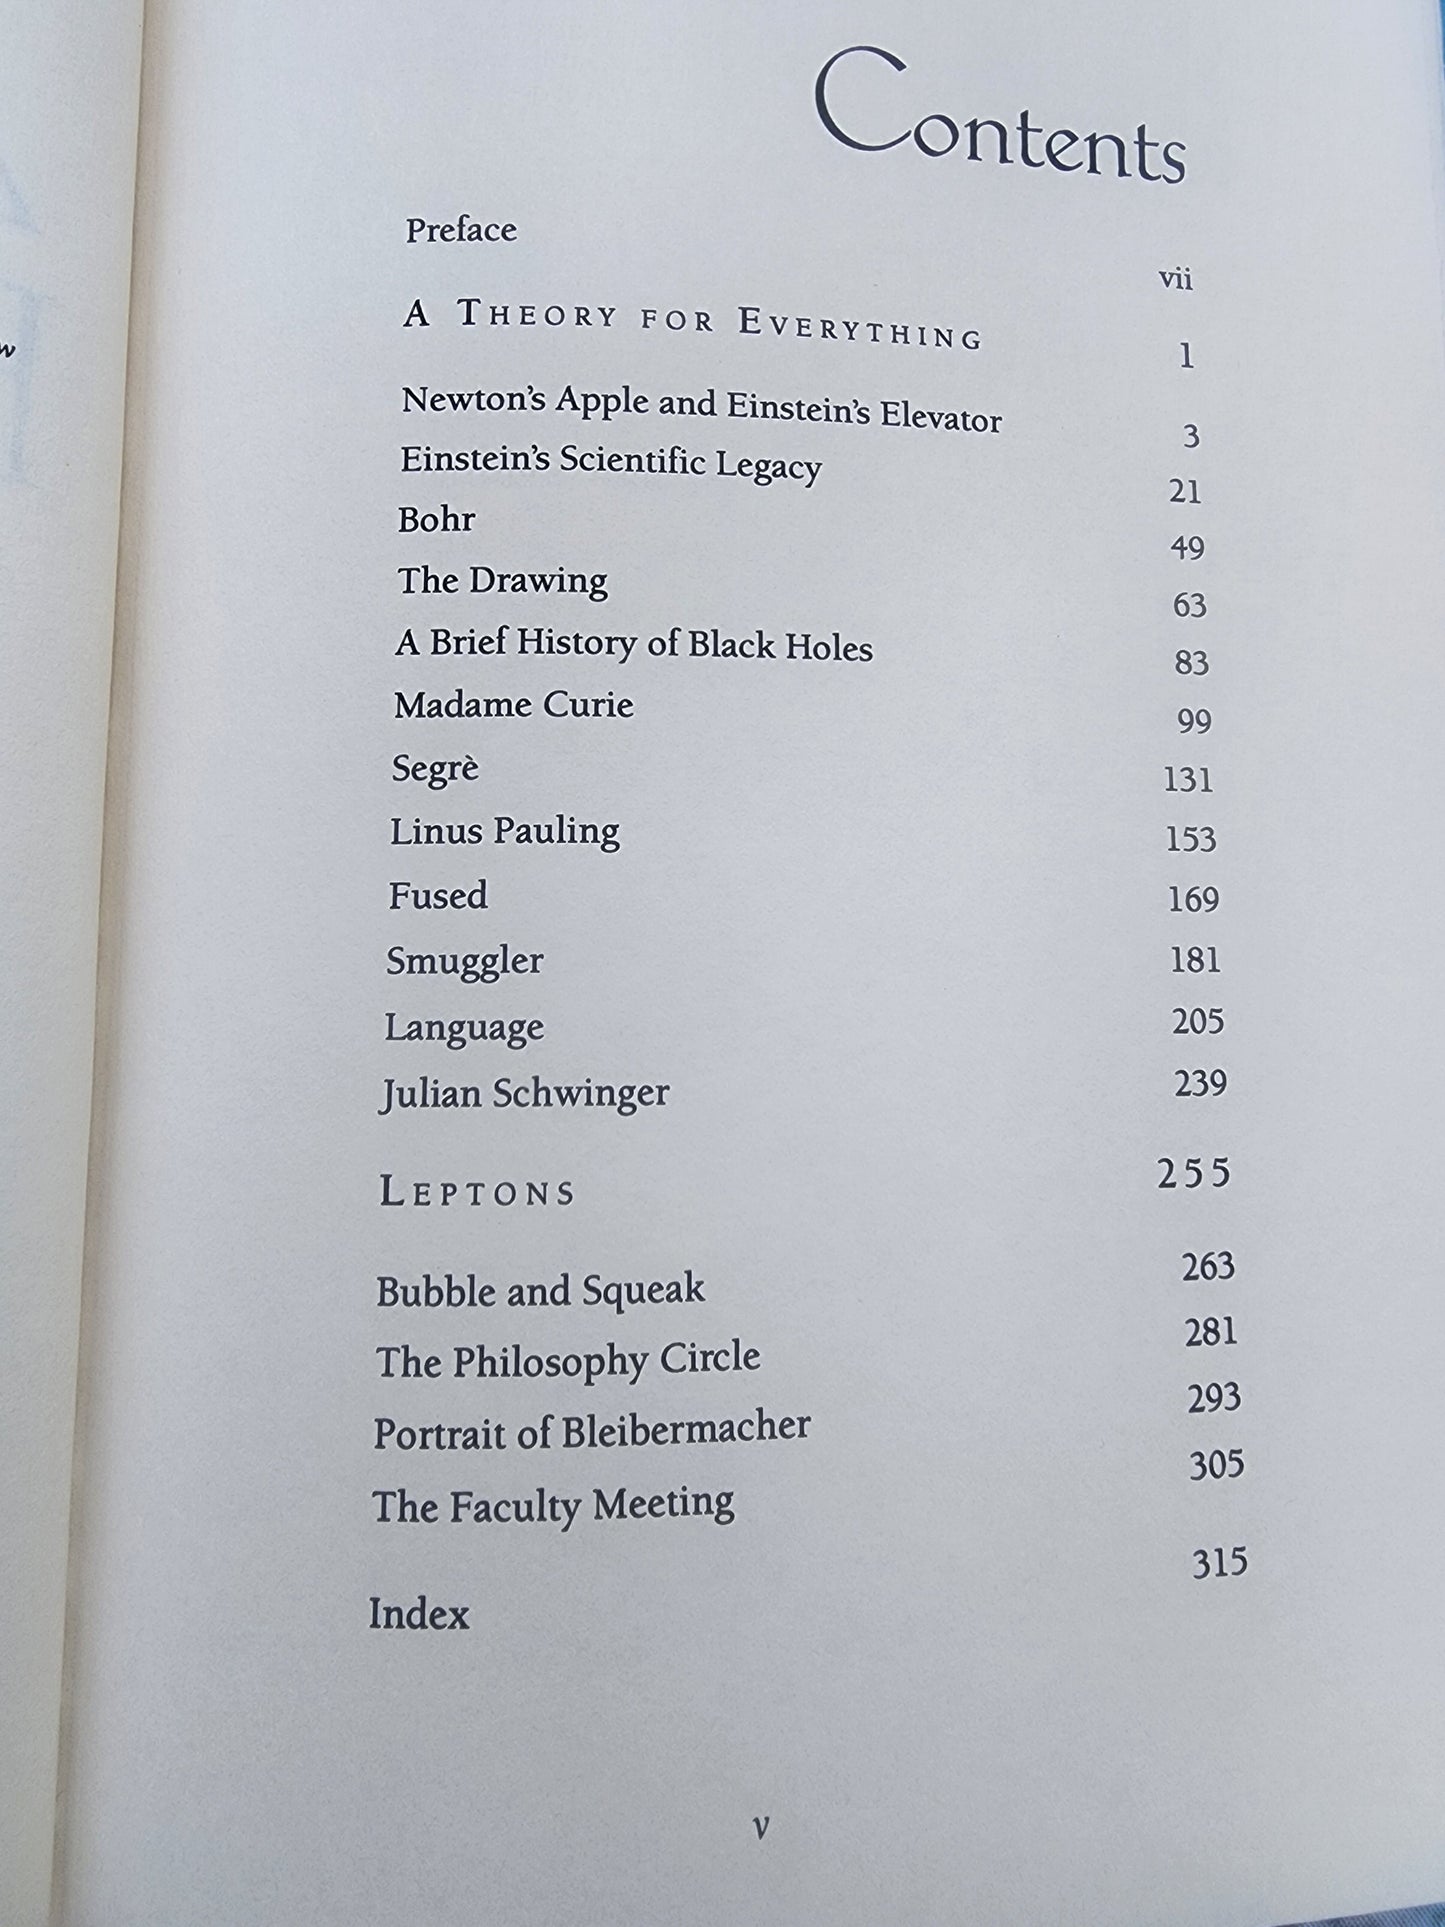 Contents
Preface vii
A THEORY FOR EVERYTHING 1
Newton's Apple and Einstein's Elevator 3
Einstein's Scientific Legacy 21
Bohr 49
The Drawing 63
A Brief History of Black Holes 83
Madame Curie 99
Segrè 131
Linus Pauling 153
Fused 169
Smuggler 181
Language 205
Julian Schwinger 239
LEPTONS 255
Bubble and Squeak 263
The Philosophy Circle 281
Portrait of Bleibermacher 293
The Faculty Meeting 305
Index 315
v